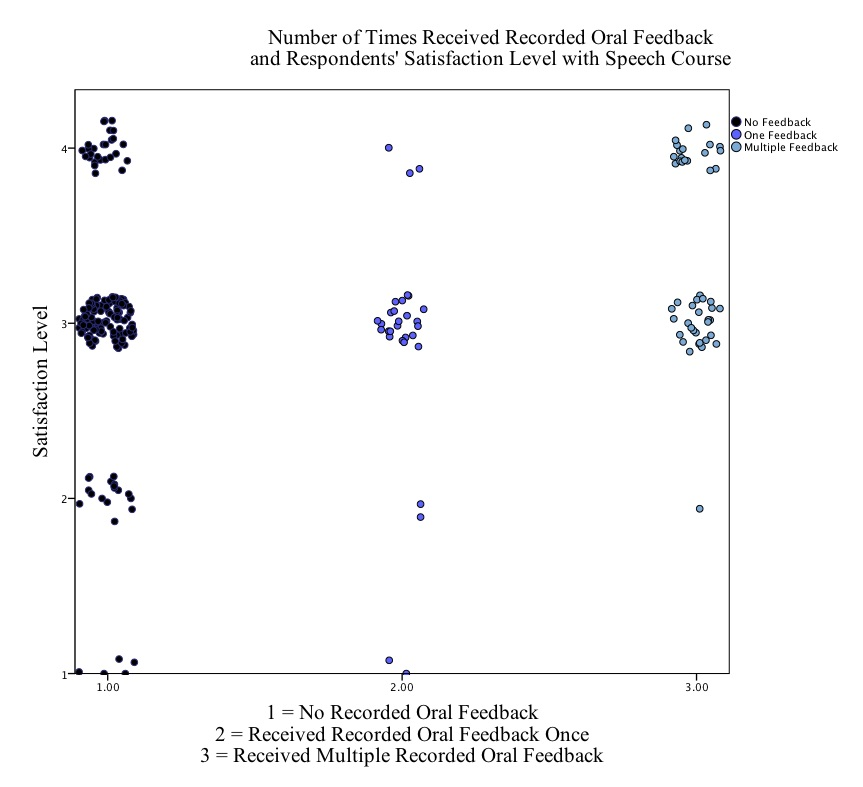 Number of Times Received Recorded Oral Feedback
and Respondents' Satisfaction Level with Speech Course
No Feedback
One Feedback
Multiple Feedback
Satisfaction Level
4
3
2
1
1.00 2.00 3.00
1 = No Recorded Oral Feedback
2 = Received Recorded Oral Feedback Once
3 = Received Multiple Recorded Oral Feedback